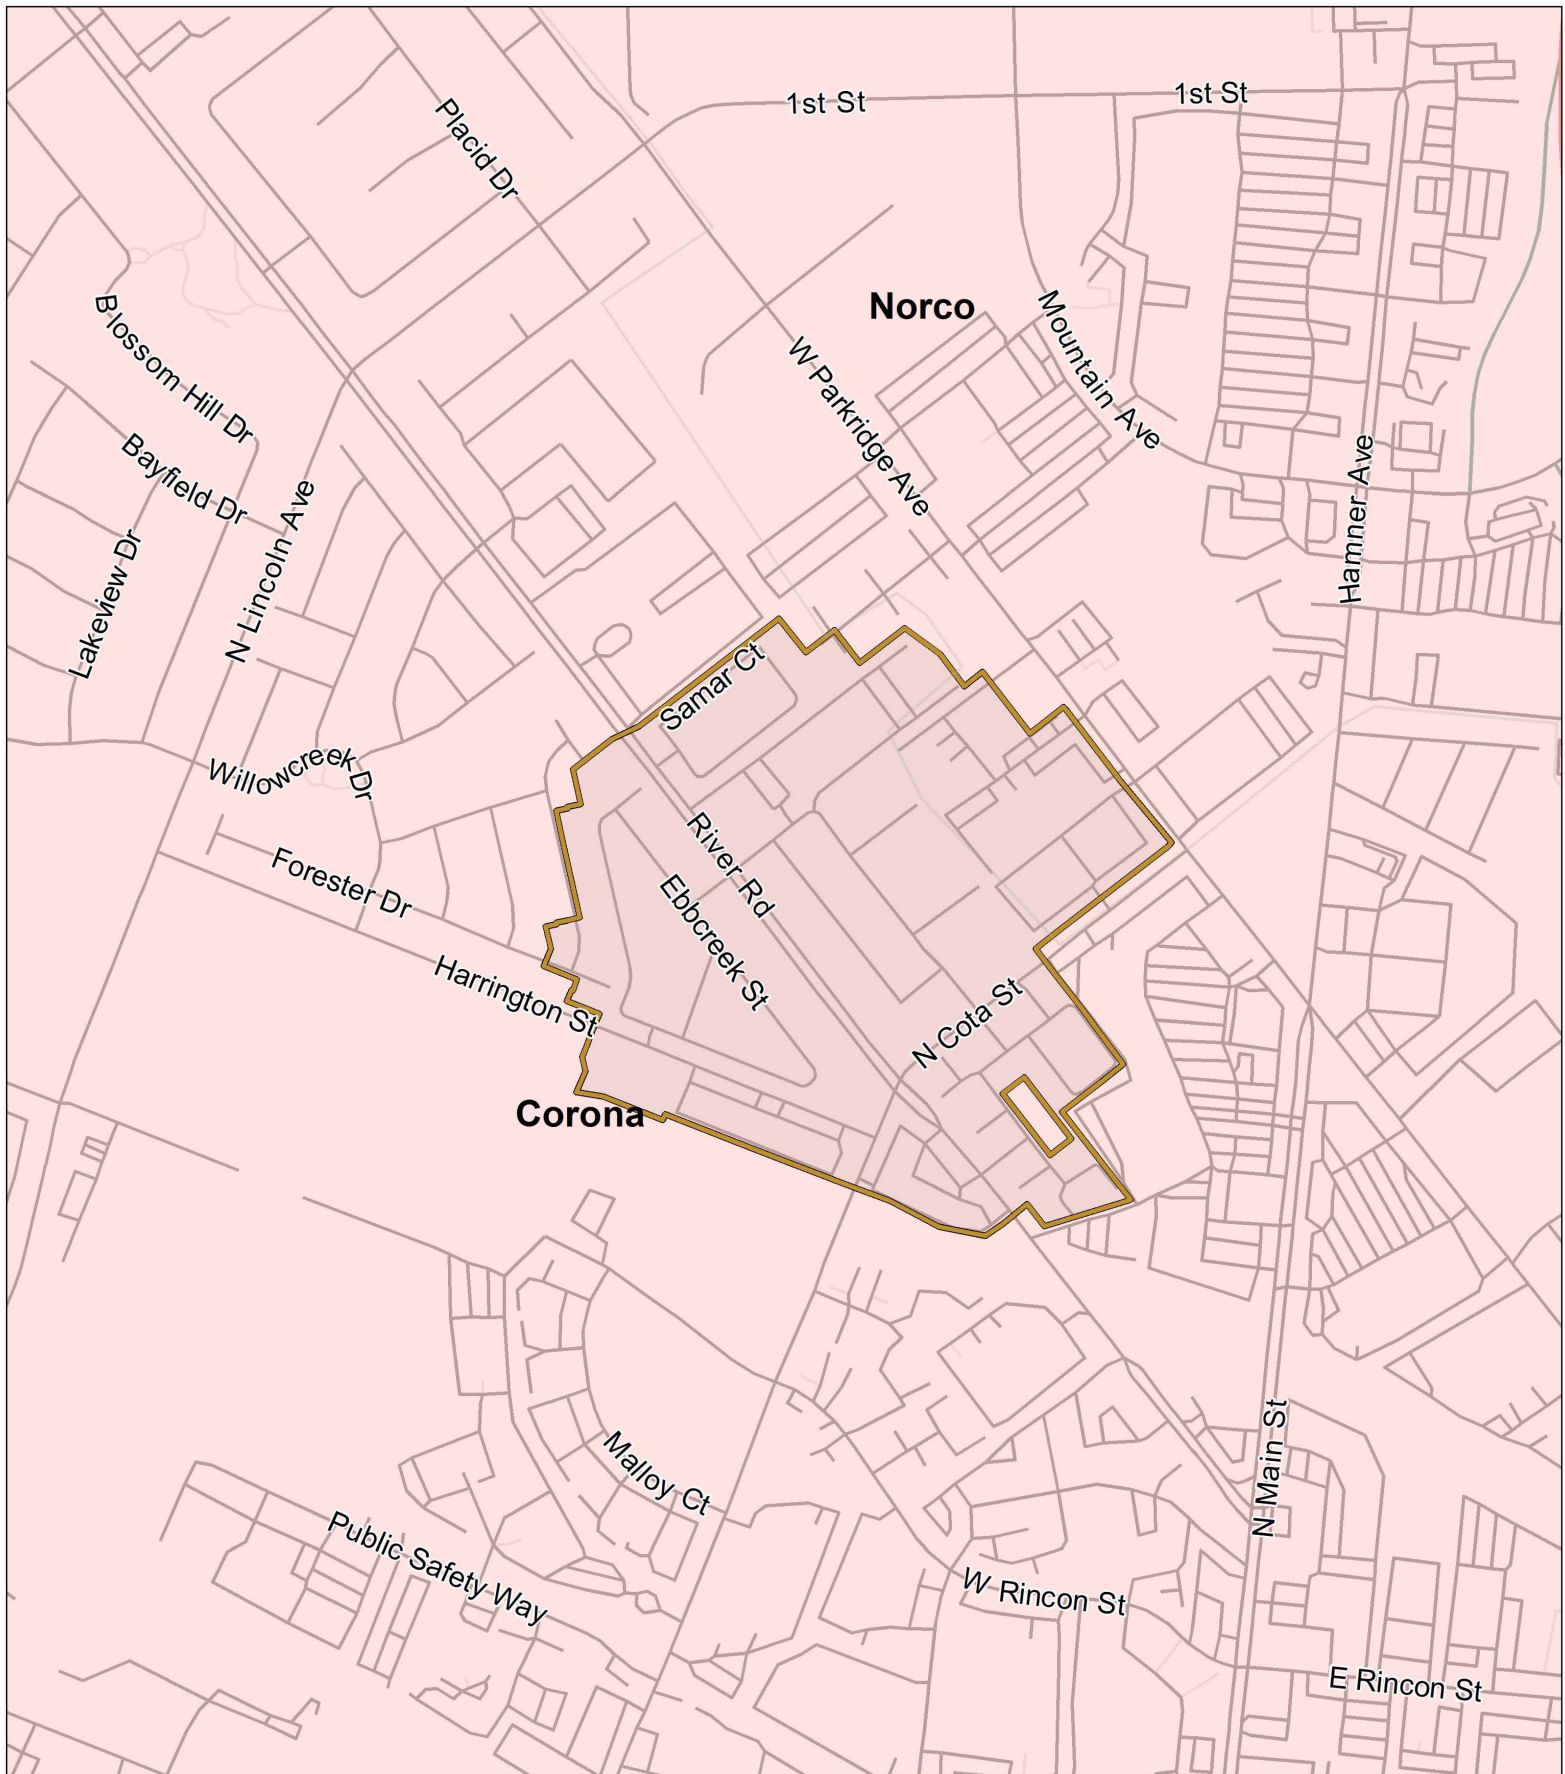 1st St
1st St
Placid Dr
Norco
Blossom Hill Dr
Mountain Ave
W Parkridge Ave
Bayfield Dr
Hamner Ave
N Lincoln Ave
Lakeview Dr
Samar Ct
Willowcreek Dr
River Rd
Forester Dr
Ebbcreek St
Harrington St
N Cota St
Corona
Malloy Ct
N Main St
Public Safety Way
W Rincon St
E Rincon St